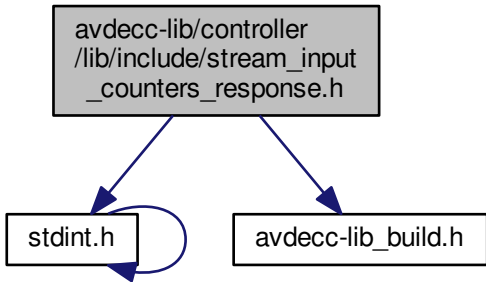 avdecc-lib/controller
/lib/include/stream_input
_counters_response.h
stdint.h
avdecc-lib_build.h